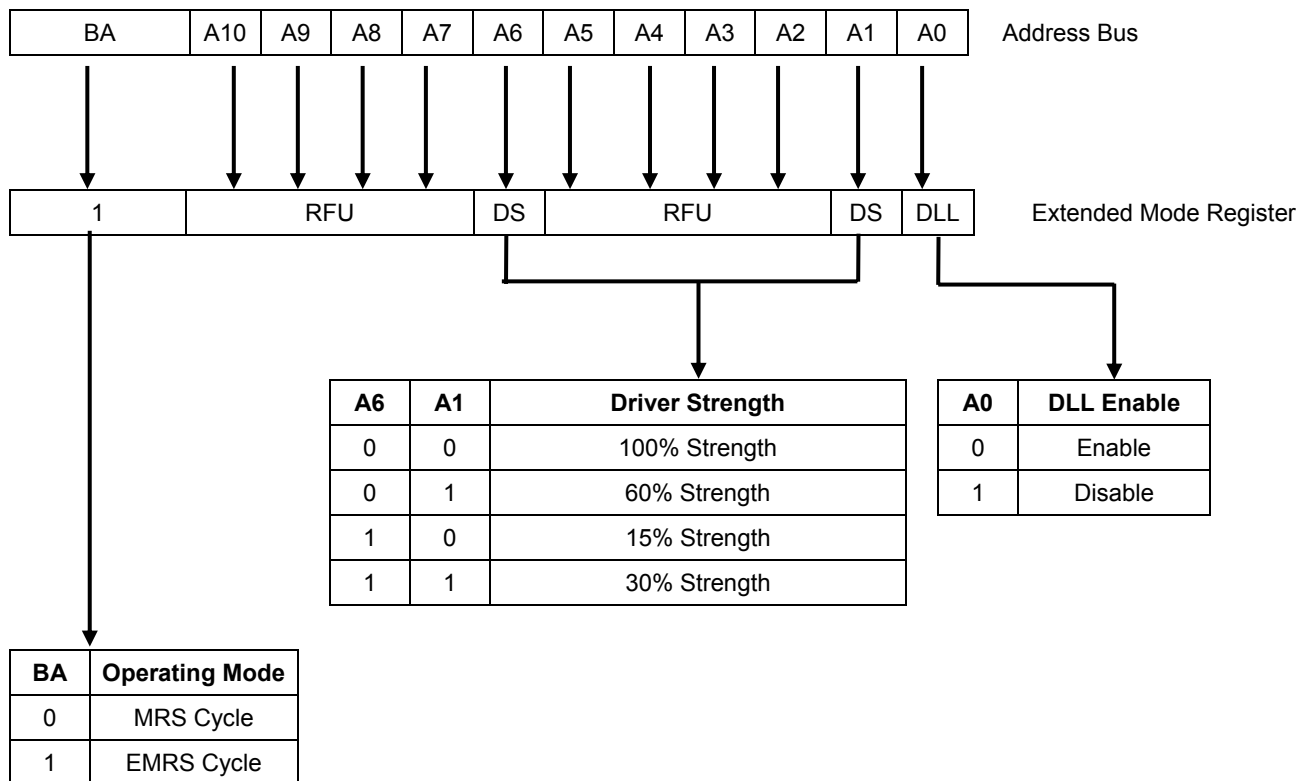 BA A10 A9 A8 A7 A6 A5 A4 A3 A2 A1 A0 Address Bus
1 RFU DS RFU DS DLL Extended Mode Register
A6 A1 Driver Strength
0 0 100% Strength
0 1 60% Strength
1 0 15% Strength
1 1 30% Strength
A0 DLL Enable
0 Enable
1 Disable
BA Operating Mode
0 MRS Cycle
1 EMRS Cycle